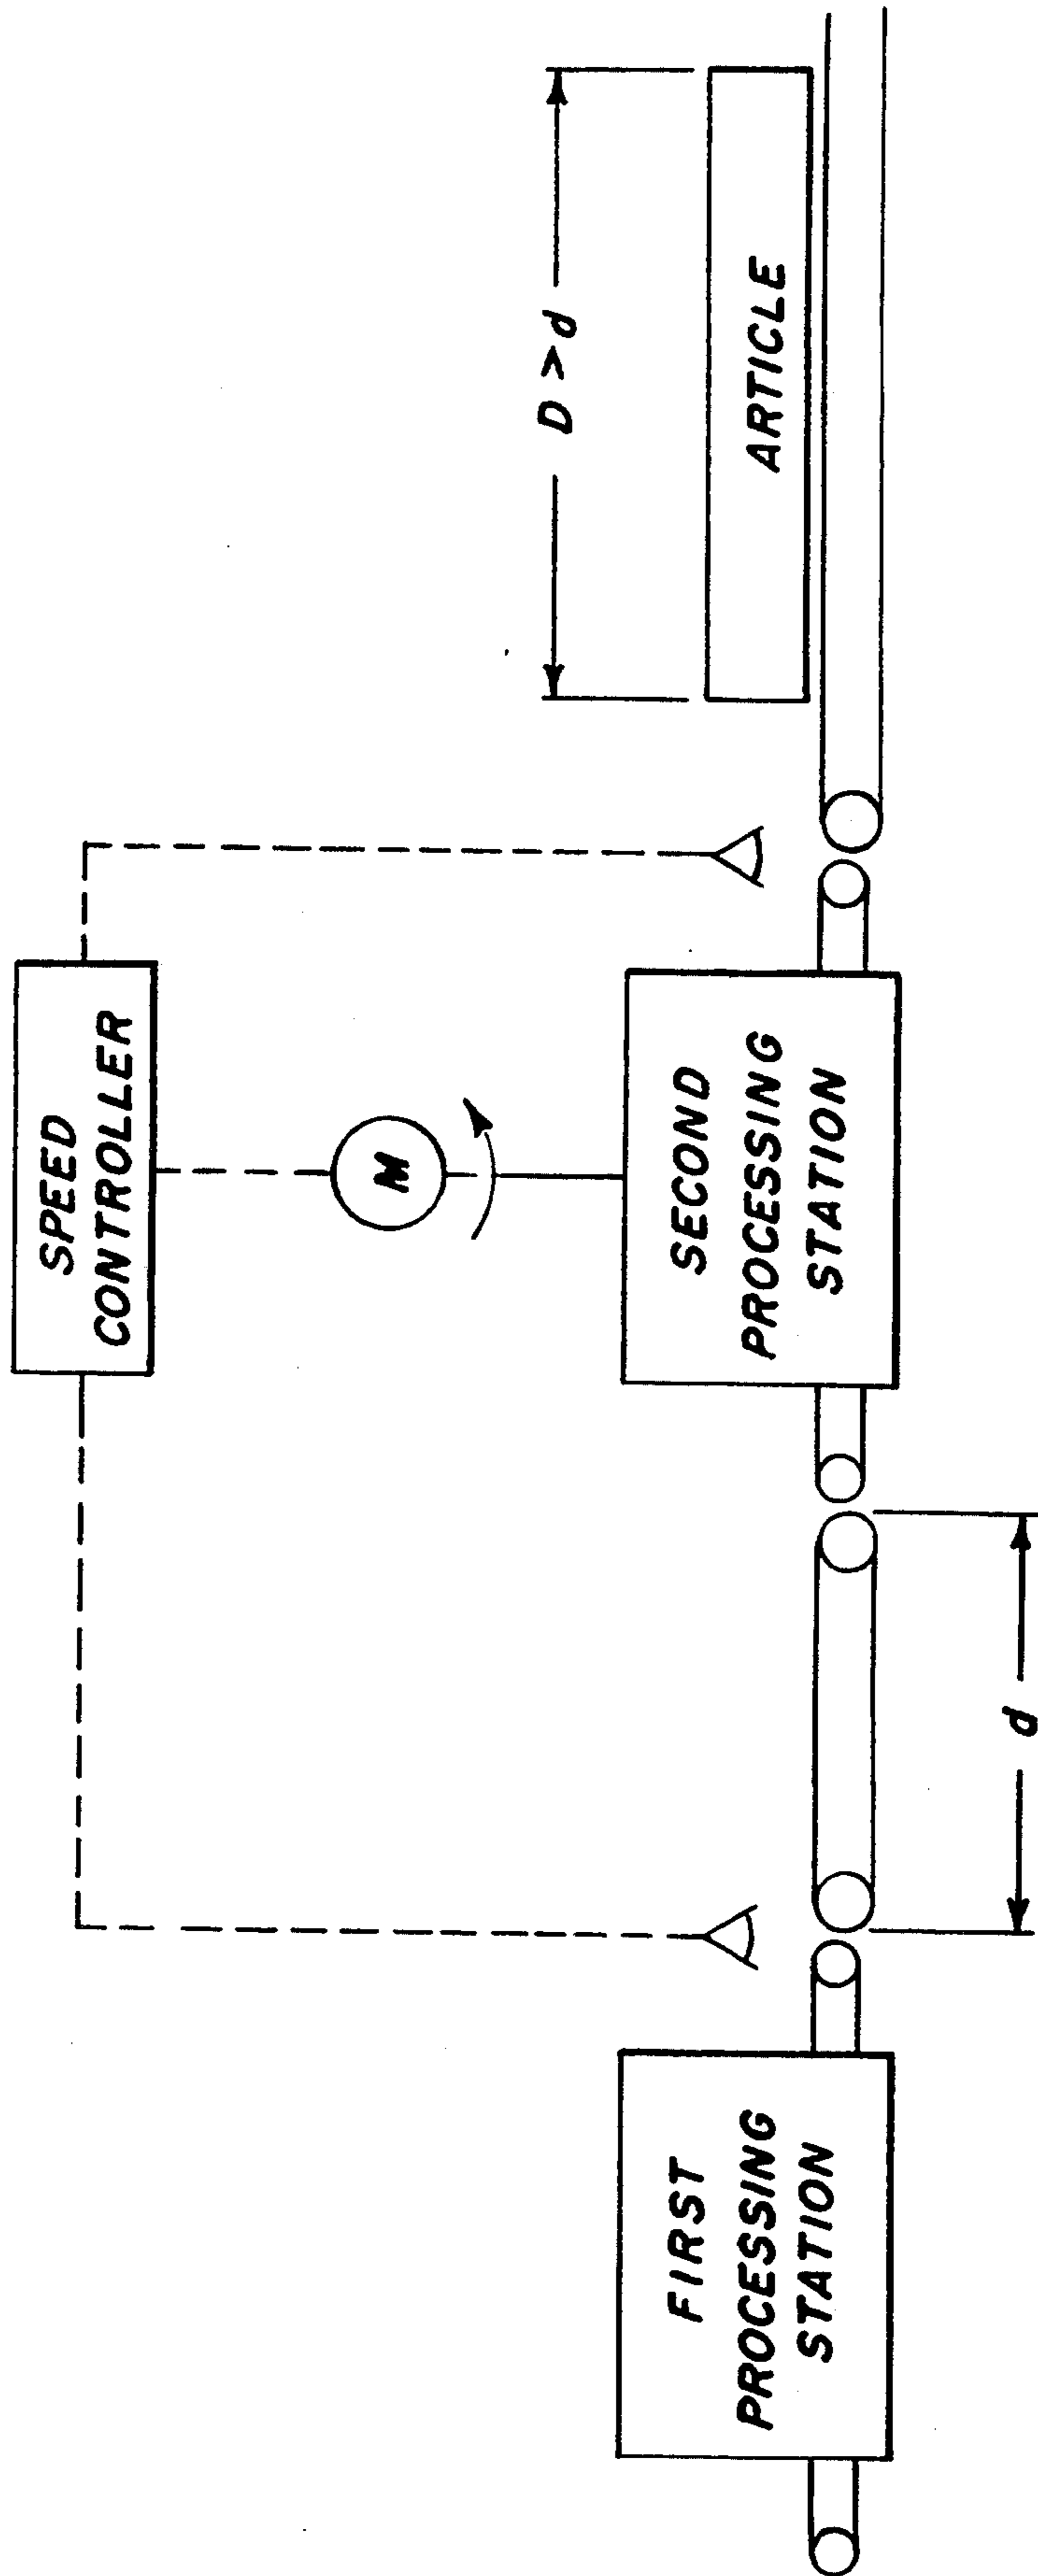 SPEED
CONTROLLER
M
D > d
FIRST
PROCESSING
STATION
SECOND
PROCESSING
STATION
ARTICLE
d